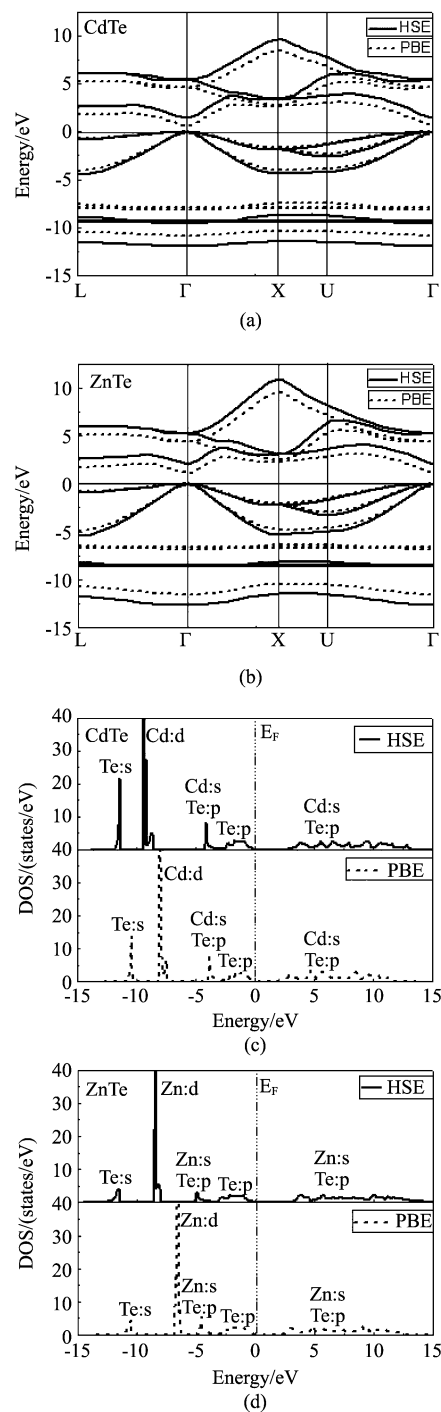 CdTe
HSE
PBE
10
5
0
-5
-10
-15
Energy/eV
L Γ X U Γ
(a)
ZnTe
HSE
PBE
10
5
0
-5
-10
-15
Energy/eV
L Γ X U Γ
(b)
40
30
20
10
40
30
20
10
0
DOS/(states/eV)
CdTe
Te:s
Cd:d
Cd:s
Te:p
Te:p
E_F
HSE
Cd:s
Te:p
Cd:d
Te:s
Cd:s
Te:p
Te:p
PBE
Cd:s
Te:p
-15 -10 -5 0 5 10 15
Energy/eV
(c)
40
30
20
10
40
30
20
10
0
DOS/(states/eV)
ZnTe
Te:s
Zn:d
Zn:s
Te:p
Te:p
E_F
HSE
Zn:s
Te:p
Zn:d
Te:s
Zn:s
Te:p
Te:p
PBE
Zn:s
Te:p
-15 -10 -5 0 5 10 15
Energy/eV
(d)